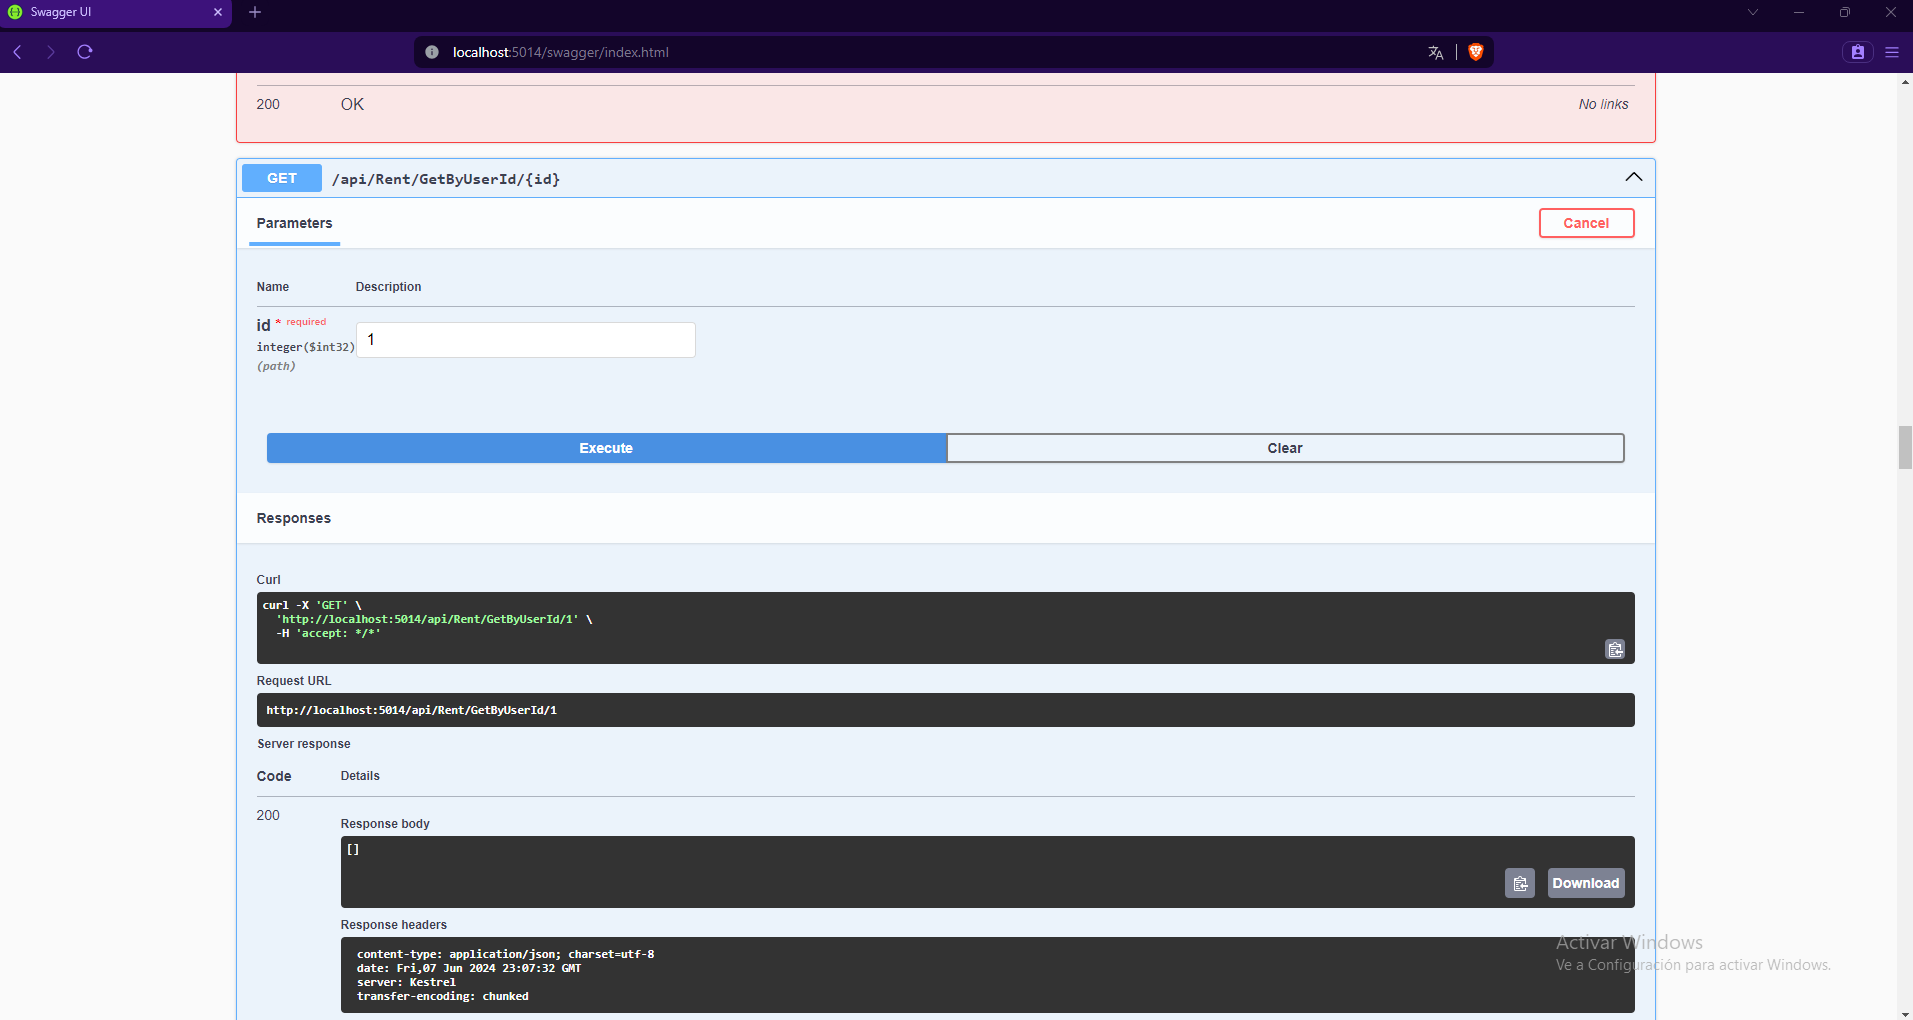 Swagger UI
localhost:5014/swagger/index.html
200 OK No links
GET /api/Rent/GetByUserId/{id}
Parameters Cancel
Name Description
id * required
integer($int32)
(path)
1
Execute Clear
Responses
Curl
curl -X 'GET' \
'http://localhost:5014/api/Rent/GetByUserId/1' \
-H 'accept: */*'
Request URL
http://localhost:5014/api/Rent/GetByUserId/1
Server response
Code Details
200
Response body
[]
Download
Response headers
content-type: application/json; charset=utf-8
date: Fri,07 Jun 2024 23:07:32 GMT
server: Kestrel
transfer-encoding: chunked
Activar Windows
Ve a Configuración para activar Windows.